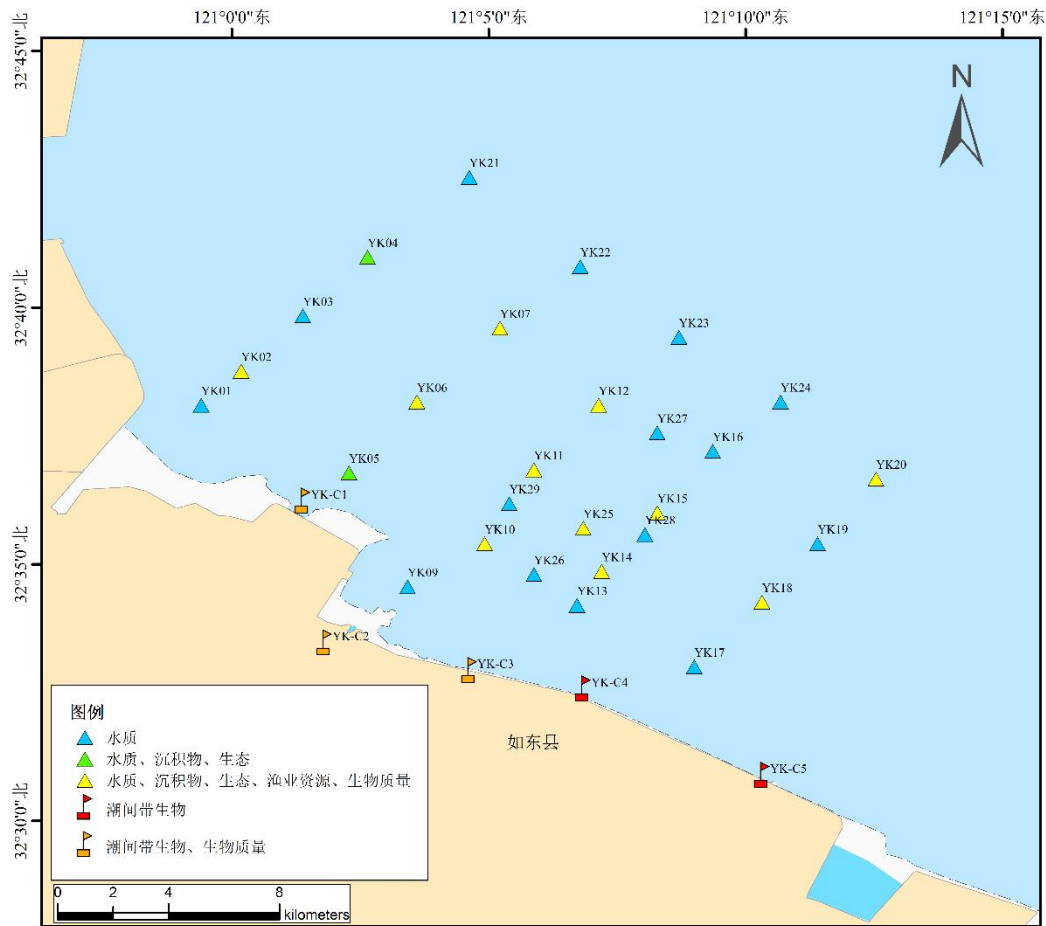 121°0'0"东
121°5'0"东
121°10'0"东
121°15'0"东
32°45'0"北
N
YK21
YK04
YK22
32°40'0"北
YK03
YK07
YK23
YK02
YK01
YK06
YK12
YK24
YK27
YK16
YK05
YK11
YK20
YK-C1
YK29
YK15
YK25
YK28
32°35'0"北
YK10
YK19
YK14
YK26
YK09
YK13
YK18
YK-C2
YK-C3
YK17
YK-C4
图例
水质
如东县
水质、沉积物、生态
YK-C5
水质、沉积物、生态、渔业资源、生物质量
潮间带生物
32°30'0"北
潮间带生物、生物质量
0 2 4 8
kilometers